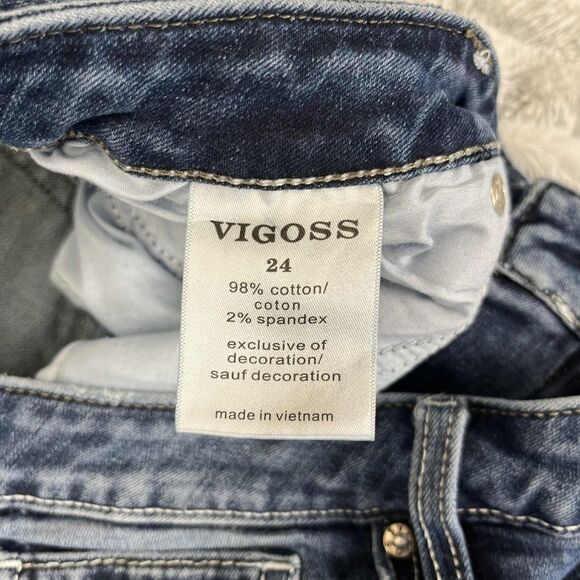 VIGOSS
24
98% cotton/
coton
2% spandex
exclusive of
decoration/
sauf decoration
made in vietnam